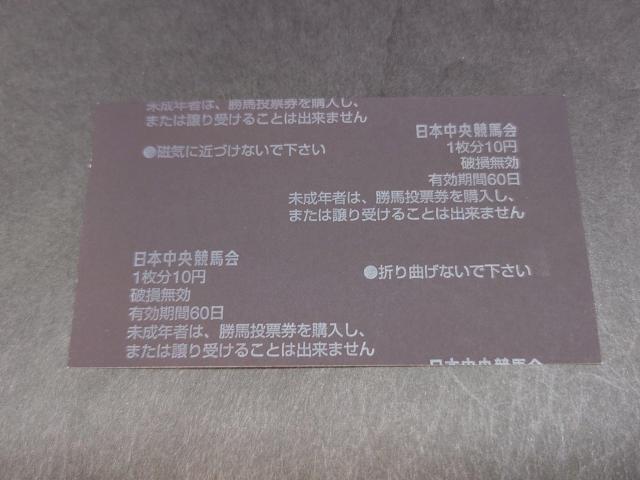 未成年者は、勝馬投票券を購入し、
または譲り受けることは出来ません
●磁気に近づけないで下さい
日本中央競馬会
1枚分10円
破損無効
有効期間60日
未成年者は、勝馬投票券を購入し、
または譲り受けることは出来ません
日本中央競馬会
1枚分10円
破損無効
有効期間60日
未成年者は、勝馬投票券を購入し、
または譲り受けることは出来ません
●折り曲げないで下さい
日本中央競馬会